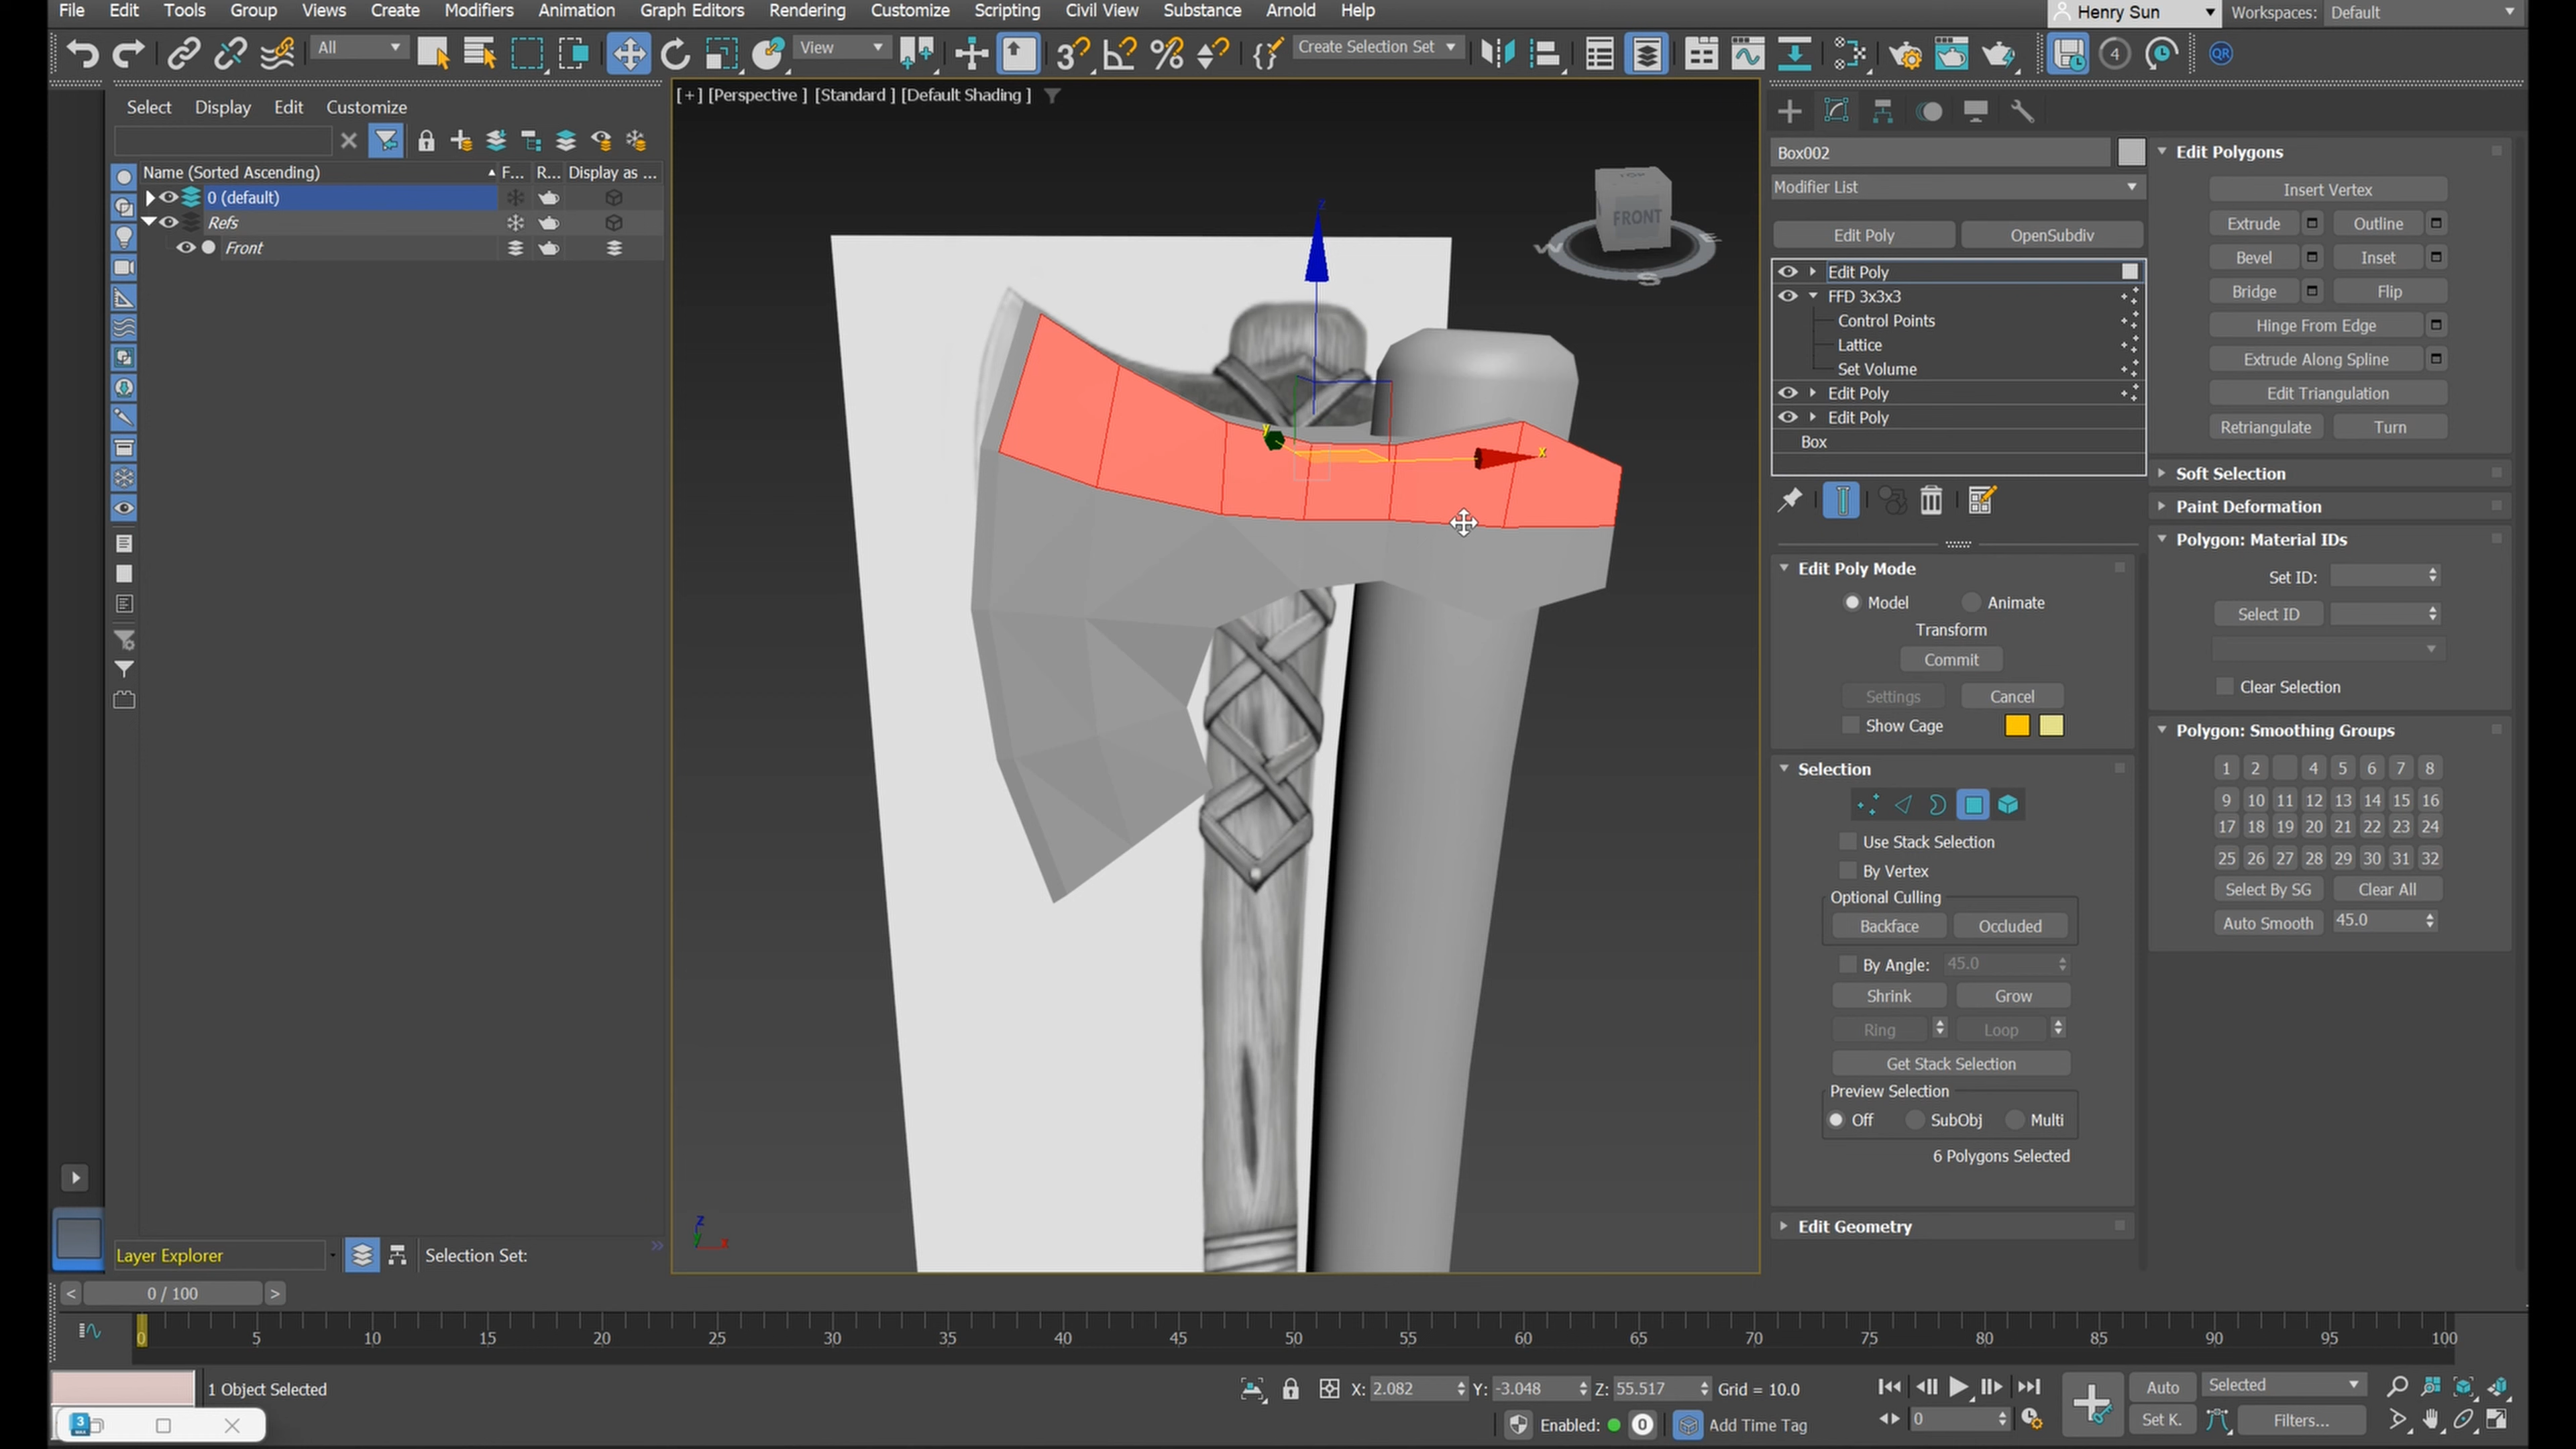 File Edit Tools Group Views Create Modifiers Animation Graph Editors Rendering Customize Scripting Civil View Substance Arnold Help
Henry Sun
Workspaces: Default
All
View
Create Selection Set
Select Display Edit Customize
Name (Sorted Ascending) F... R... Display as ...
0 (default)
Refs
Front
Layer Explorer
Selection Set:
[+] [Perspective] [Standard] [Default Shading]
TOP
FRONT
W
S
E
z
y
x
z
x
Box002
Modifier List
Edit Poly OpenSubdiv
Edit Poly
FFD 3x3x3
Control Points
Lattice
Set Volume
Edit Poly
Edit Poly
Box
Edit Poly Mode
Model Animate
Transform
Commit
Settings Cancel
Show Cage
Selection
Use Stack Selection
By Vertex
Optional Culling
Backface Occluded
By Angle: 45.0
Shrink Grow
Ring Loop
Get Stack Selection
Preview Selection
Off SubObj Multi
6 Polygons Selected
Edit Geometry
Edit Polygons
Insert Vertex
Extrude Outline
Bevel Inset
Bridge Flip
Hinge From Edge
Extrude Along Spline
Edit Triangulation
Retriangulate Turn
Soft Selection
Paint Deformation
Polygon: Material IDs
Set ID:
Select ID
Clear Selection
Polygon: Smoothing Groups
1 2 4 5 6 7 8
9 10 11 12 13 14 15 16
17 18 19 20 21 22 23 24
25 26 27 28 29 30 31 32
Select By SG Clear All
Auto Smooth 45.0
< 0 / 100 >
0 5 10 15 20 25 30 35 40 45 50 55 60 65 70 75 80 85 90 95 100
1 Object Selected
X: 2.082 Y: -3.048 Z: 55.517 Grid = 10.0
Enabled: 0 Add Time Tag
Auto Selected
0 Set K. Filters...